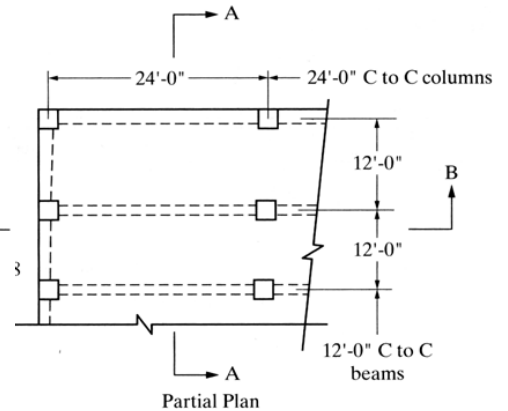 A
24'-0"
24'-0" C to C columns
12'-0"
B
12'-0"
12'-0" C to C
beams
A
Partial Plan